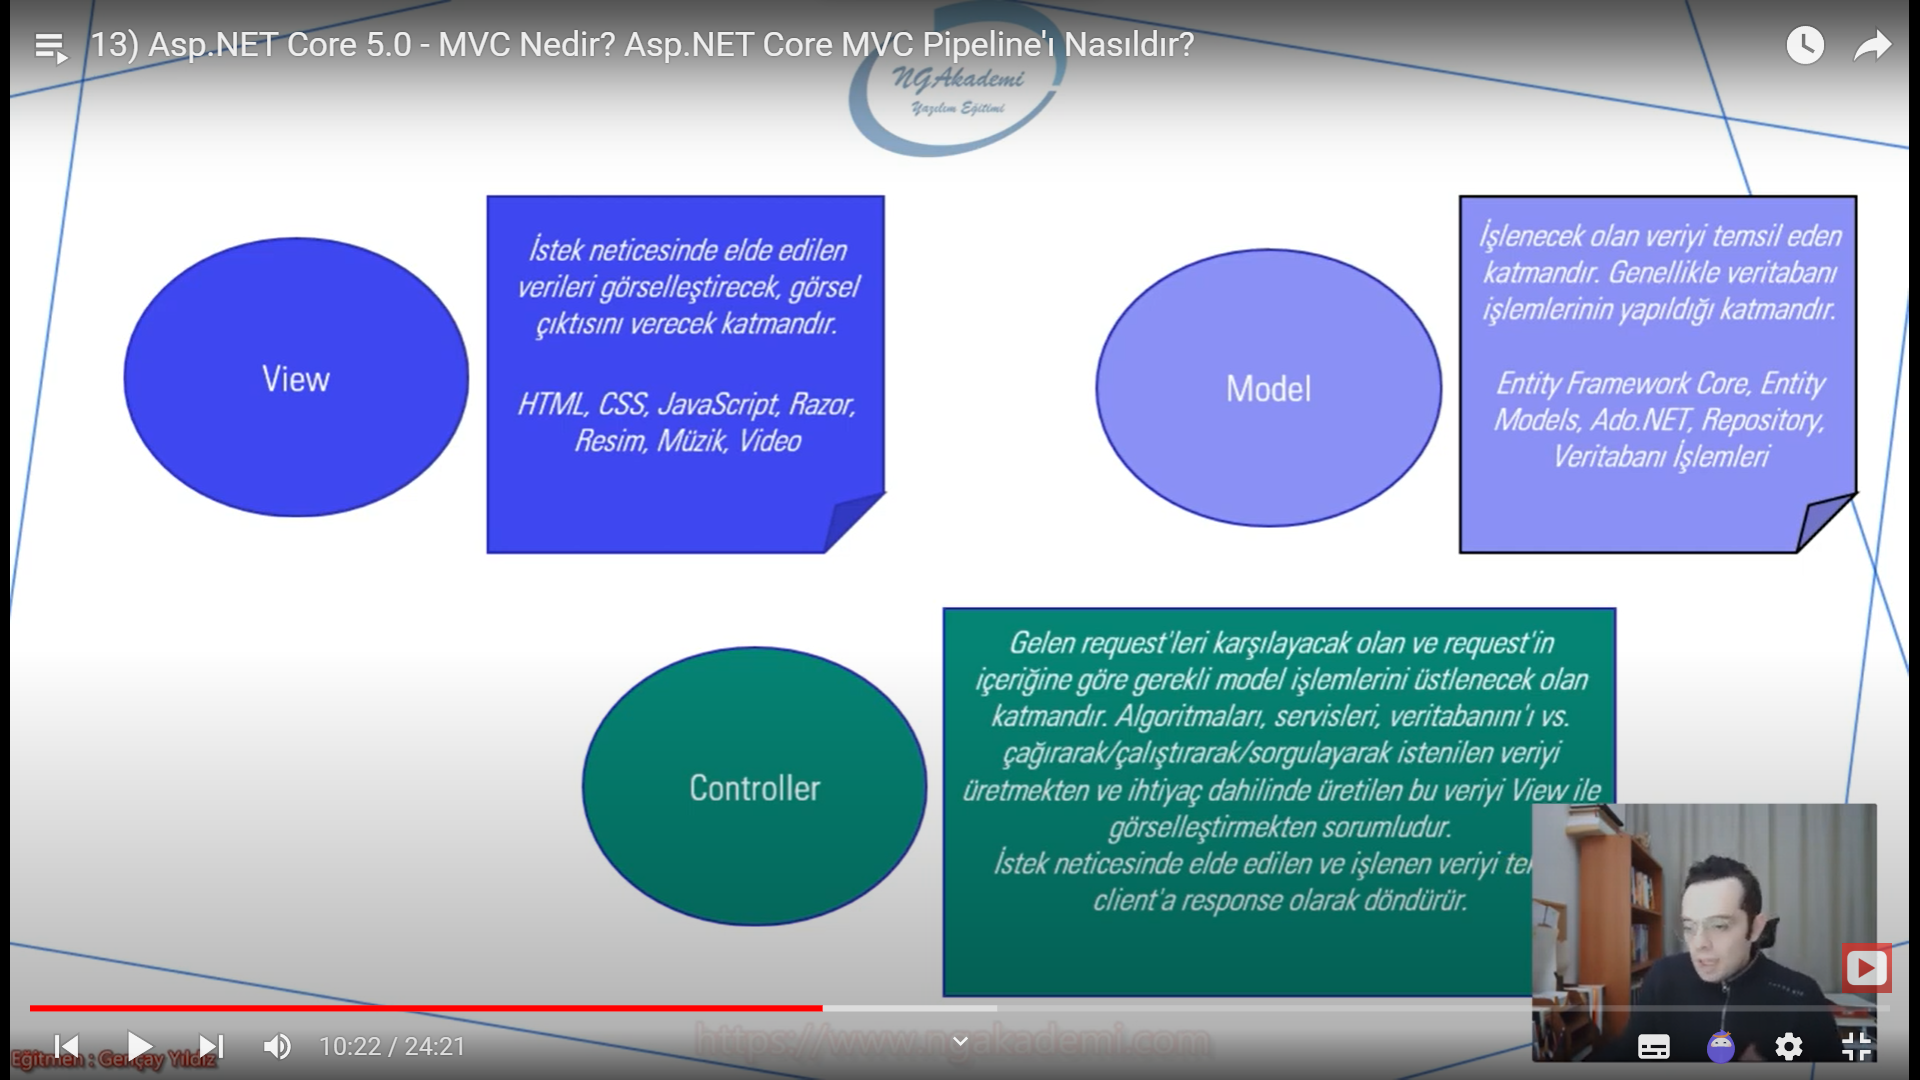 13) Asp.NET Core 5.0 - MVC Nedir? Asp.NET Core MVC Pipeline'ı Nasıldır?
NGAkademi
Yazılım Eğitimi
View
İstek neticesinde elde edilen
verileri görselleştirecek, görsel
çıktısını verecek katmandır.
HTML, CSS, JavaScript, Razor,
Resim, Müzik, Video
Model
İşlenecek olan veriyi temsil eden
katmandır. Genellikle veritabanı
işlemlerinin yapıldığı katmandır.
Entity Framework Core, Entity
Models, Ado.NET, Repository,
Veritabanı İşlemleri
Controller
Gelen request'leri karşılayacak olan ve request'in
içeriğine göre gerekli model işlemlerini üstlenecek olan
katmandır. Algoritmaları, servisleri, veritabanını'ı vs.
çağırarak/çalıştırarak/sorgulayarak istenilen veriyi
üretmekten ve ihtiyaç dahilinde üretilen bu veriyi View ile
görselleştirmekten sorumludur.
İstek neticesinde elde edilen ve işlenen veriyi
client'a response olarak döndürür.
https://www.ngakademi.com
10:22 / 24:21
Eğitmen : Gençay Yıldız